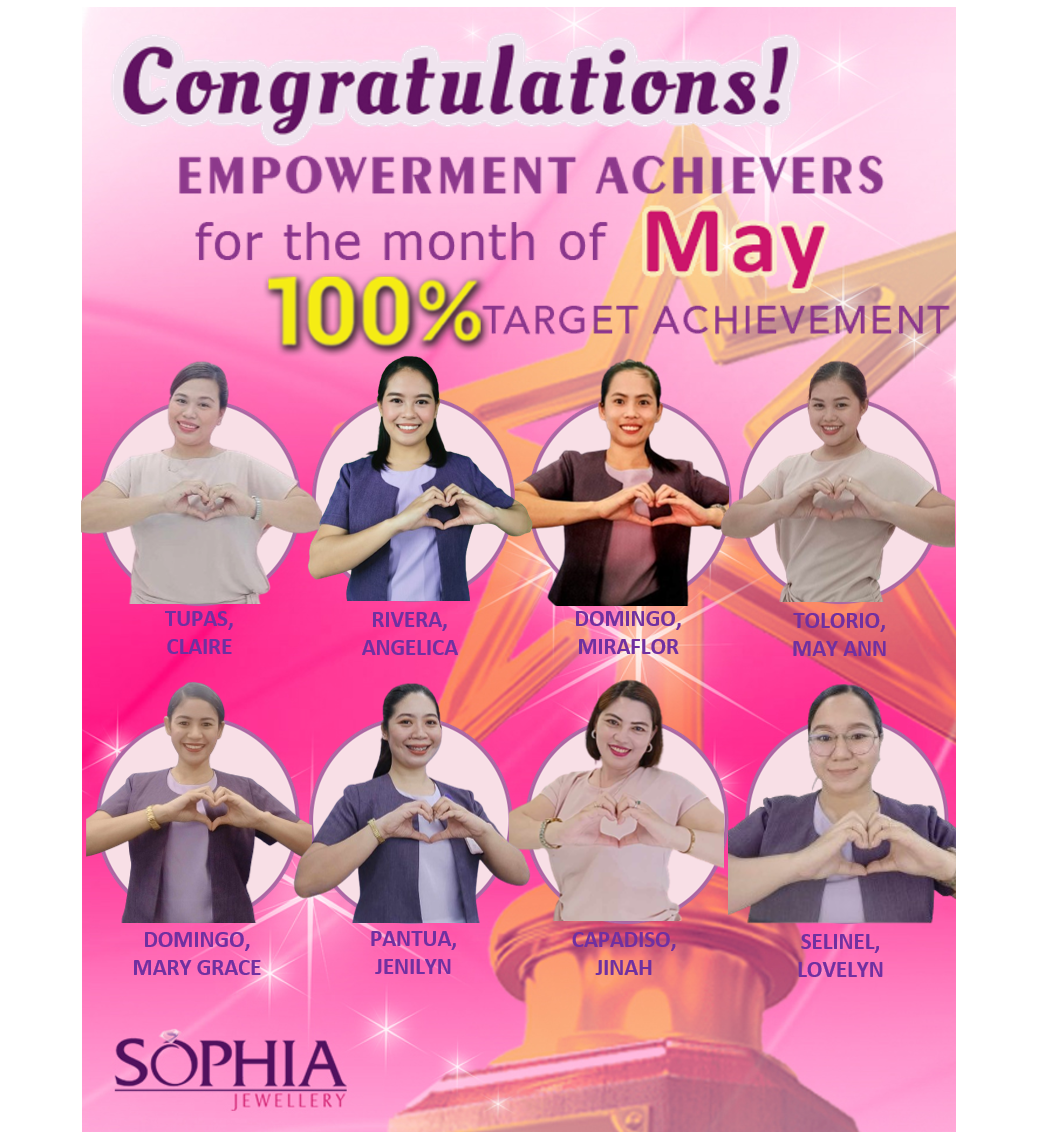 Congratulations!
EMPOWERMENT ACHIEVERS
for the month of May
100% TARGET ACHIEVEMENT
TUPAS,
CLAIRE
RIVERA,
ANGELICA
DOMINGO,
MIRAFLOR
TOLORIO,
MAY ANN
DOMINGO,
MARY GRACE
PANTUA,
JENILYN
CAPADISO,
JINAH
SELINEL,
LOVELYN
SOPHIA
JEWELLERY